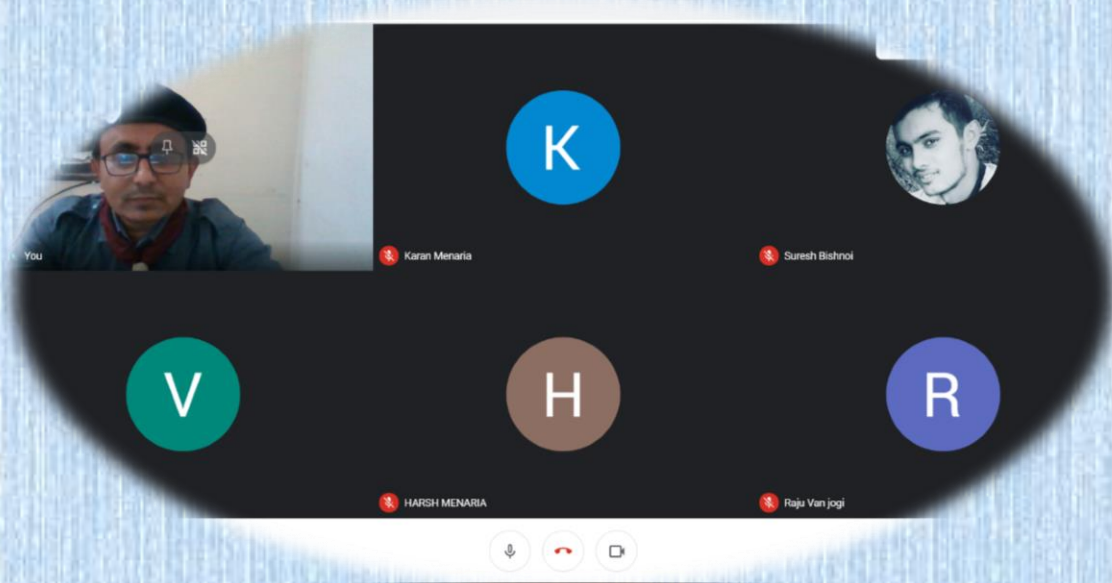 K
You
Karan Menaria
Suresh Bishnoi
V
H
R
HARSH MENARIA
Raju Van jogi